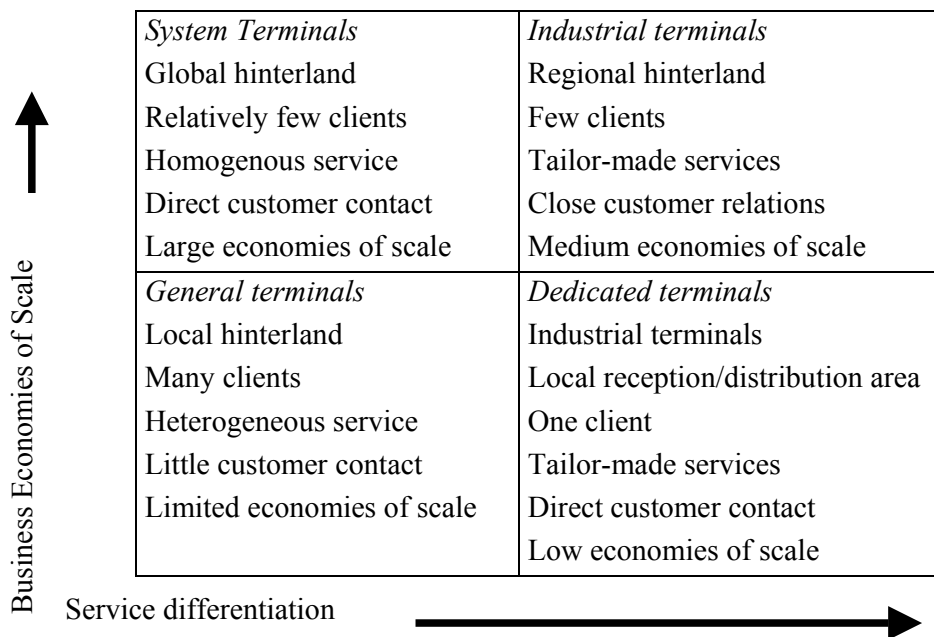 System Terminals
Global hinterland
Relatively few clients
Homogenous service
Direct customer contact
Large economies of scale
Industrial terminals
Regional hinterland
Few clients
Tailor-made services
Close customer relations
Medium economies of scale
General terminals
Local hinterland
Many clients
Heterogeneous service
Little customer contact
Limited economies of scale
Dedicated terminals
Industrial terminals
Local reception/distribution area
One client
Tailor-made services
Direct customer contact
Low economies of scale
Business Economies of Scale
Service differentiation